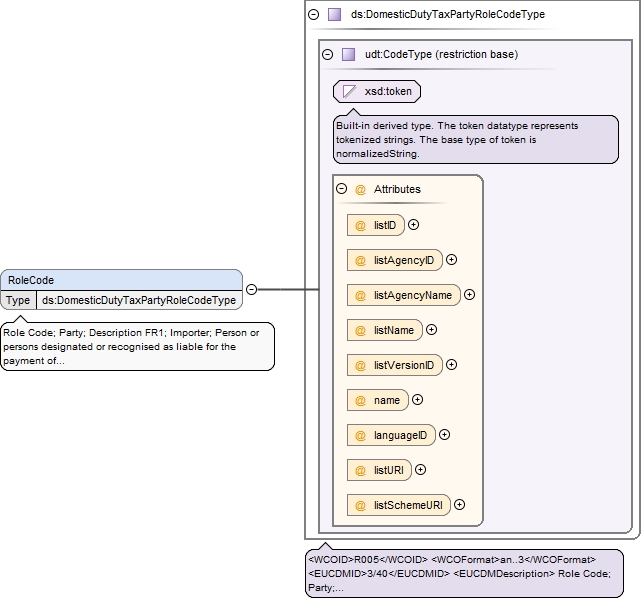 ds:DomesticDutyTaxPartyRoleCodeType
udt:CodeType (restriction base)
xsd:token
Built-in derived type. The token datatype represents
tokenized strings. The base type of token is
normalizedString.
@ Attributes
@ listID
@ listAgencyID
@ listAgencyName
@ listName
@ listVersionID
@ name
@ languageID
@ listURI
@ listSchemeURI
RoleCode
Type ds:DomesticDutyTaxPartyRoleCodeType
Role Code; Party; Description FR1; Importer; Person or
persons designated or recognised as liable for the
payment of...
<WCOID>R005</WCOID> <WCOFormat>an..3</WCOFormat>
<EUCDMID>3/40</EUCDMID> <EUCDMDescription> Role Code;
Party;...